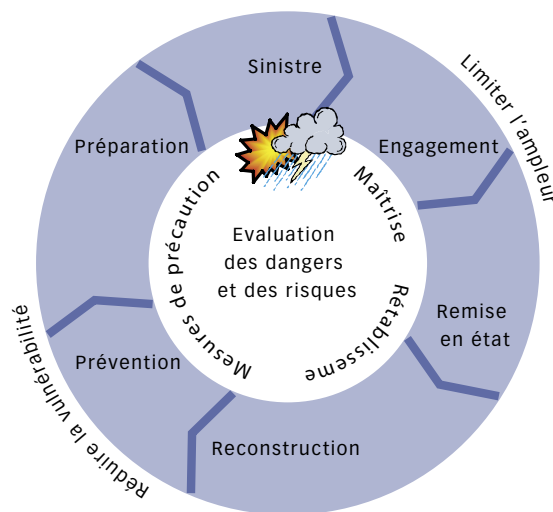 Sinistre
Préparation
Engagement
Limiter l'ampleur
Mesures de précaution
Maîtrise
Evaluation
des dangers
et des risques
Rétablisseme
Remise
en état
Prévention
Réduire la vulnérabilité
Reconstruction